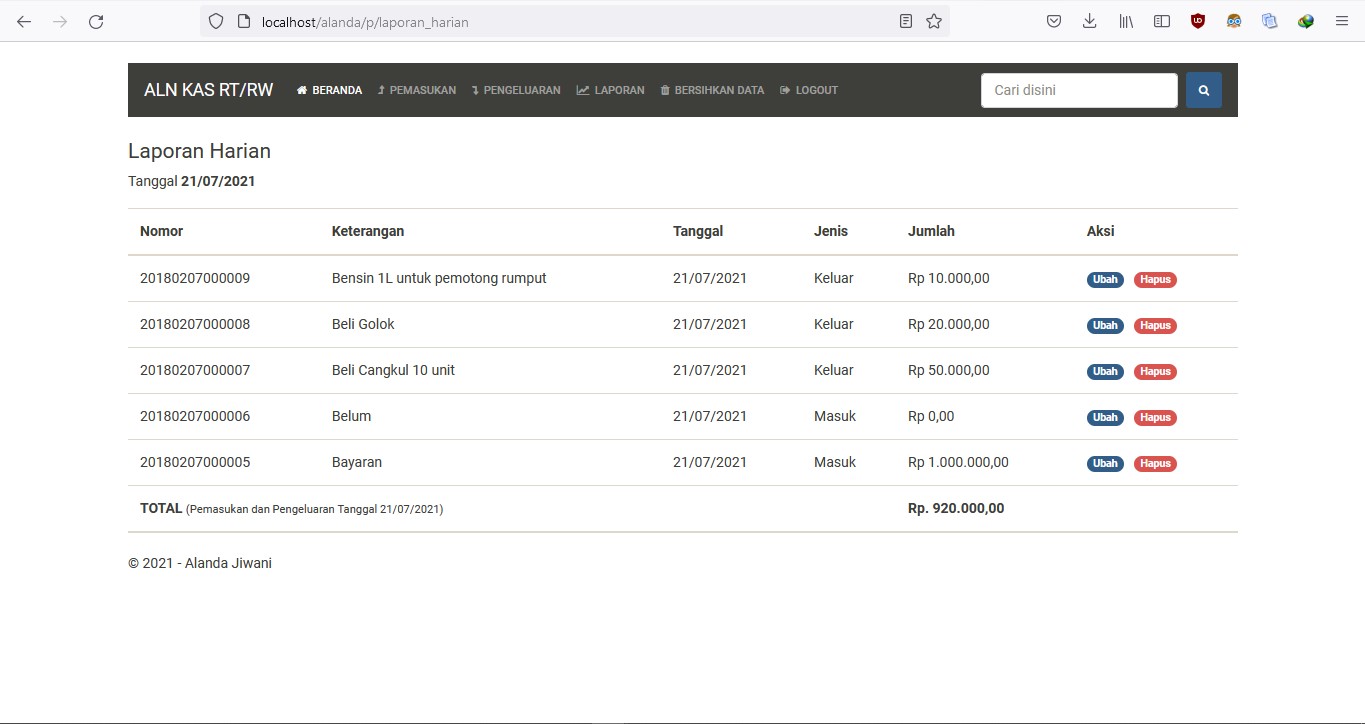 localhost/alanda/p/laporan_harian
ALN KAS RT/RW BERANDA PEMASUKAN PENGELUARAN LAPORAN BERSIHKAN DATA LOGOUT Cari disini
Laporan Harian
Tanggal 21/07/2021
Nomor Keterangan Tanggal Jenis Jumlah Aksi
20180207000009 Bensin 1L untuk pemotong rumput 21/07/2021 Keluar Rp 10.000,00 Ubah Hapus
20180207000008 Beli Golok 21/07/2021 Keluar Rp 20.000,00 Ubah Hapus
20180207000007 Beli Cangkul 10 unit 21/07/2021 Keluar Rp 50.000,00 Ubah Hapus
20180207000006 Belum 21/07/2021 Masuk Rp 0,00 Ubah Hapus
20180207000005 Bayaran 21/07/2021 Masuk Rp 1.000.000,00 Ubah Hapus
TOTAL (Pemasukan dan Pengeluaran Tanggal 21/07/2021) Rp. 920.000,00
© 2021 - Alanda Jiwani